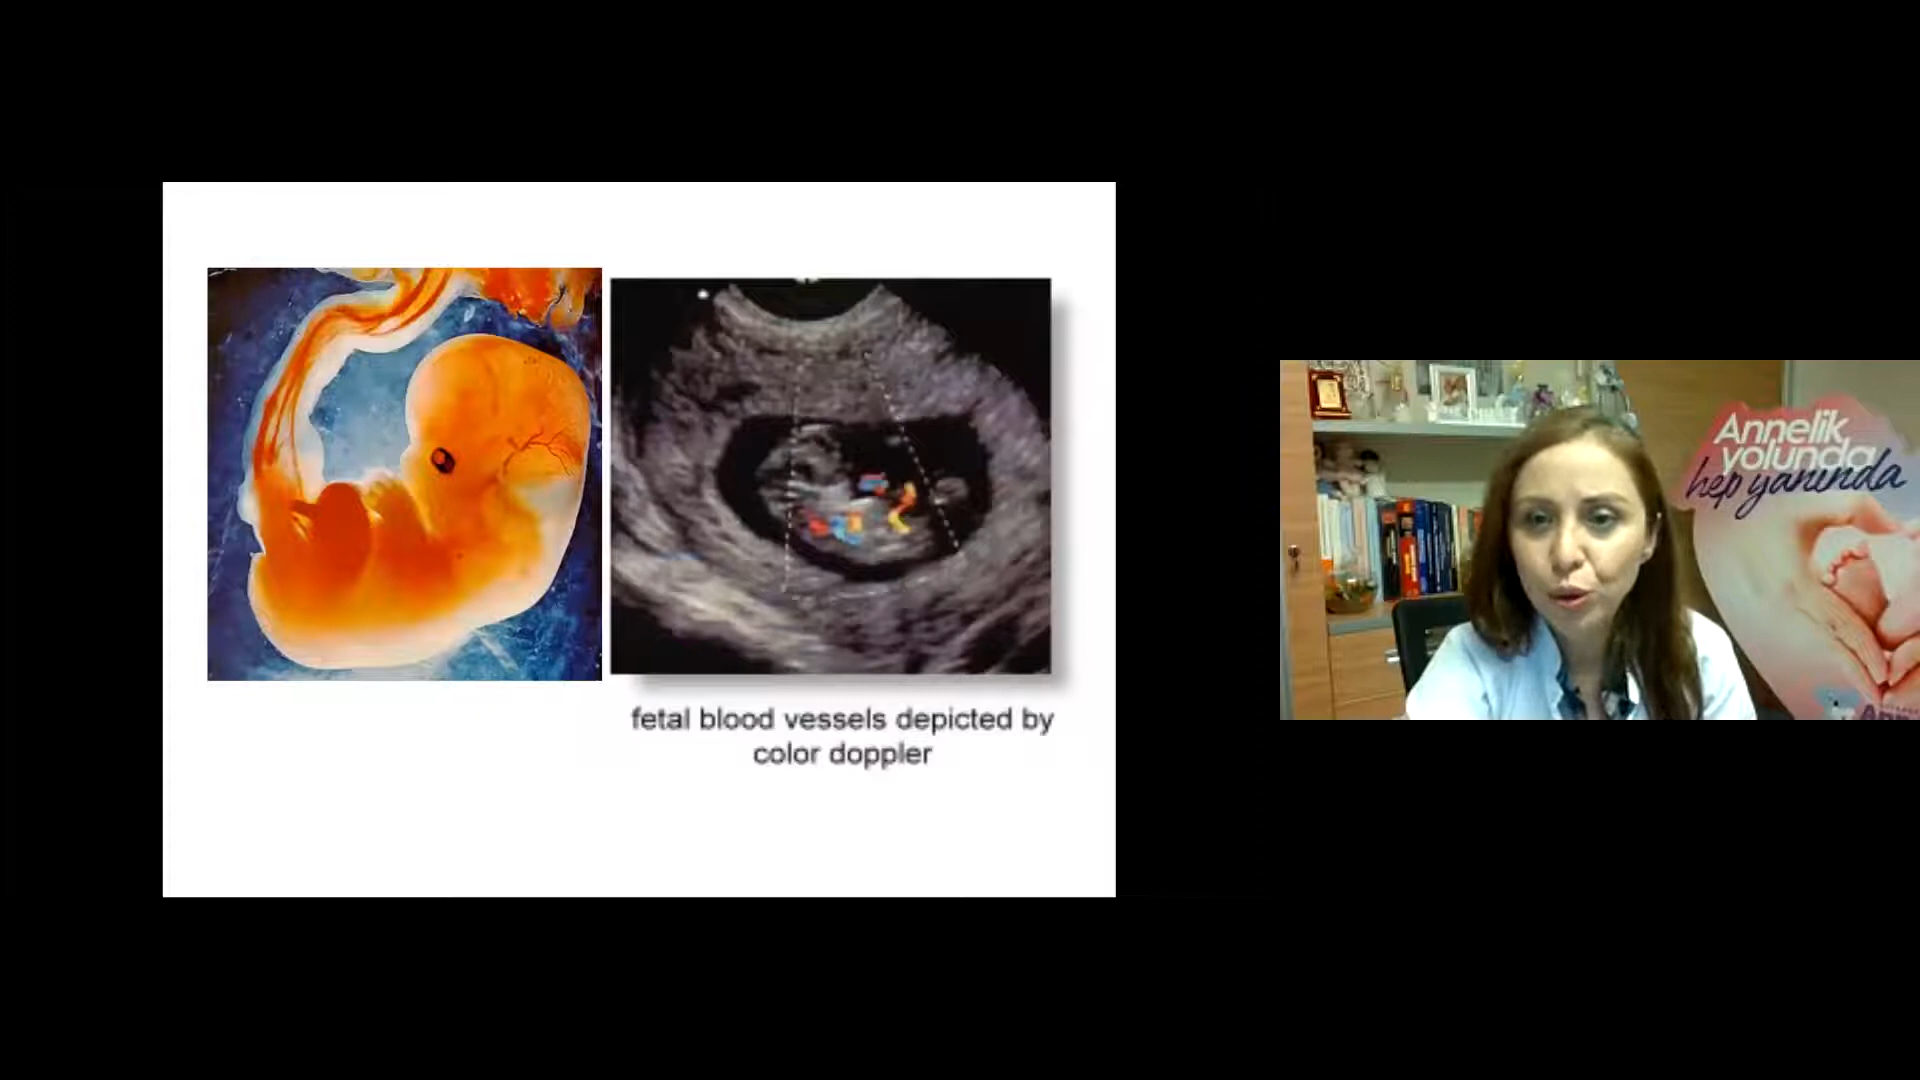 fetal blood vessels depicted by
color doppler
Annelik
yolunda
hep yanında